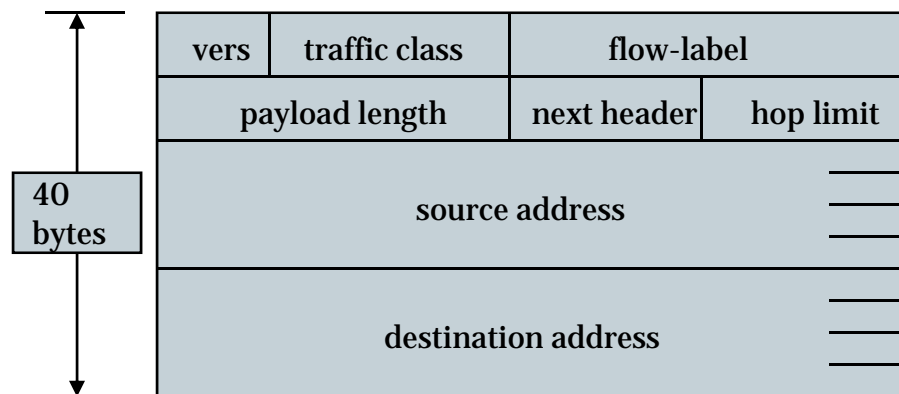 vers traffic class flow-label
payload length next header hop limit
40
bytes
source address
destination address